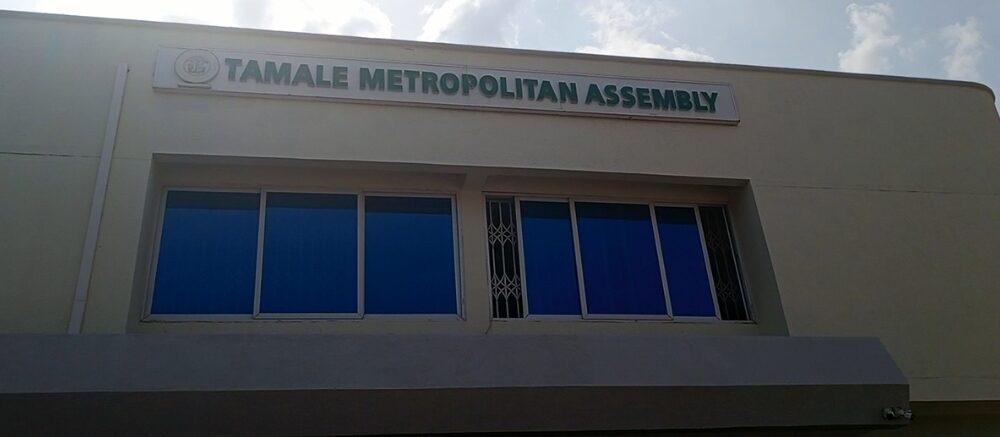 TAMALE METROPOLITAN ASSEMBLY